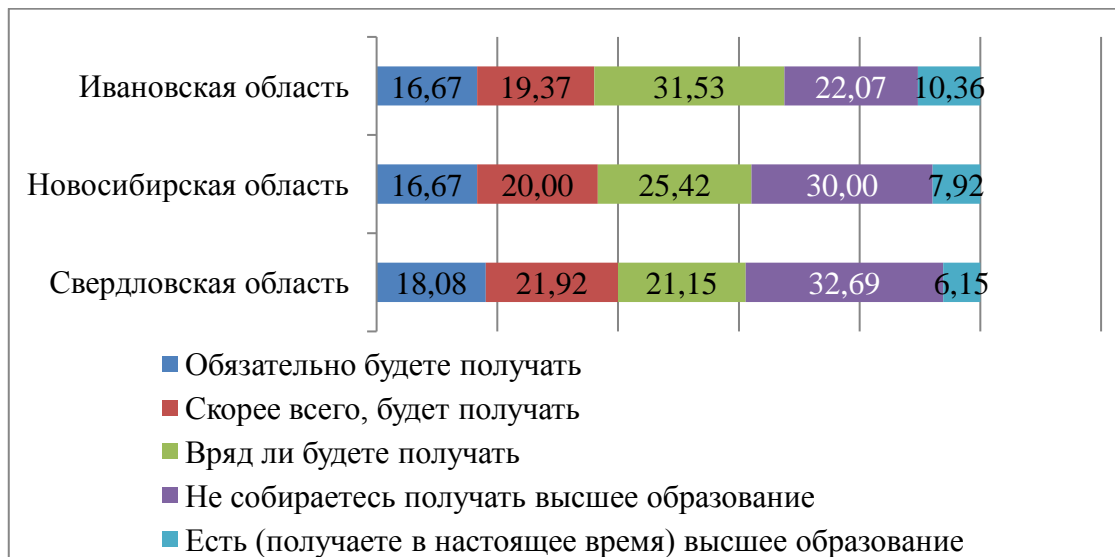 Ивановская область 16,67 19,37 31,53 22,07 10,36
Новосибирская область 16,67 20,00 25,42 30,00 7,92
Свердловская область 18,08 21,92 21,15 32,69 6,15
Обязательно будете получать
Скорее всего, будет получать
Вряд ли будете получать
Не собираетесь получать высшее образование
Есть (получаете в настоящее время) высшее образование